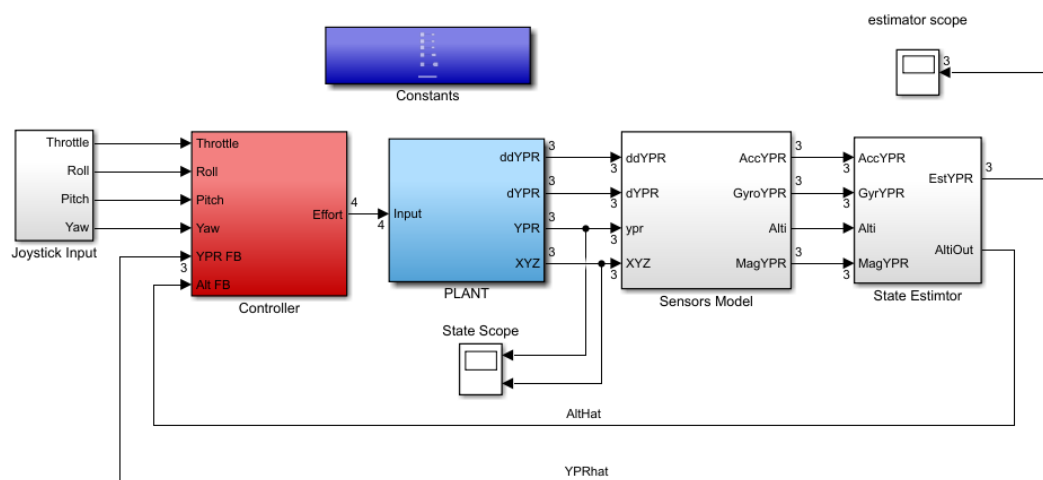 estimator scope
3
Constants
Throttle
Roll
Pitch
Yaw
Joystick Input
Throttle
Roll
Pitch
Yaw
YPR FB
3
Alt FB
Effort
4
Controller
4
Input
ddYPR
3
dYPR
3
YPR
3
XYZ
3
PLANT
ddYPR
3
dYPR
3
ypr
3
XYZ
3
AccYPR
3
GyroYPR
3
Alti
MagYPR
3
Sensors Model
AccYPR
3
GyrYPR
3
Alti
MagYPR
3
EstYPR
3
AltiOut
State Estimtor
State Scope
AltHat
YPRhat